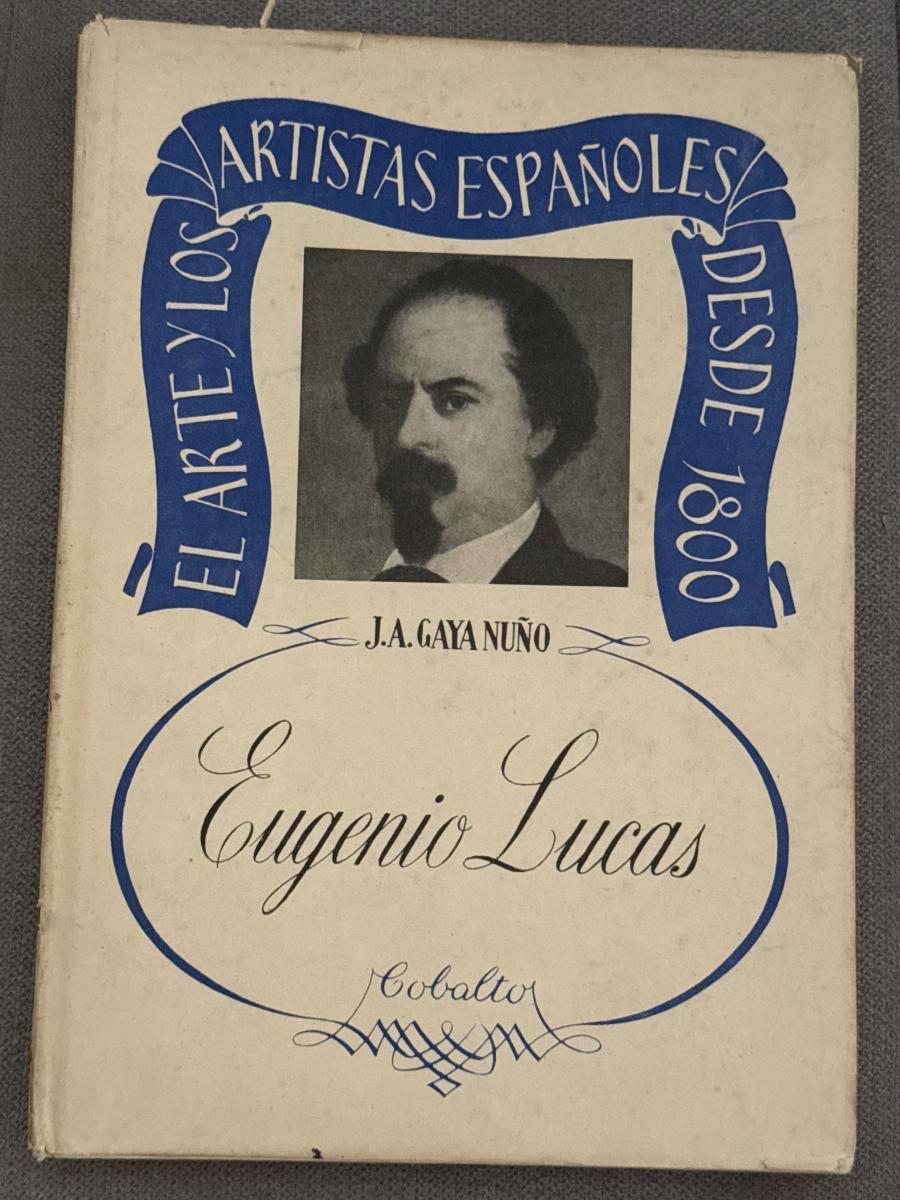 EL ARTE Y LOS
ARTISTAS ESPAÑOLES
DESDE 1800
J.A. GAYA NUÑO
Eugenio Lucas
Cobalto